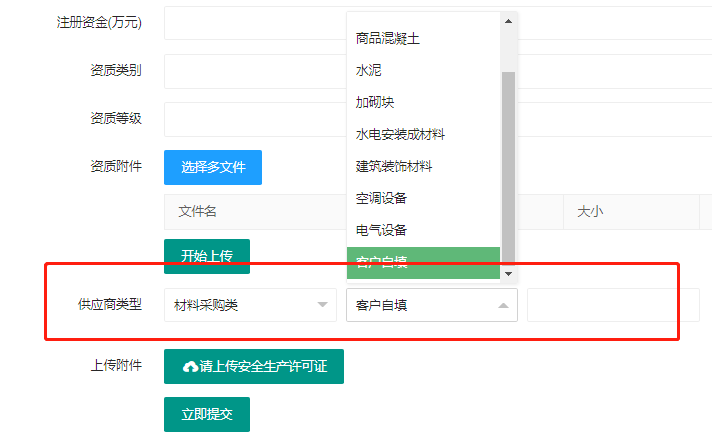 注册资金(万元)
商品混凝土
资质类别
水泥
加砌块
资质等级
水电安装成材料
资质附件
选择多文件
建筑装饰材料
空调设备
文件名
大小
电气设备
开始上传
客户自填
供应商类型
材料采购类
客户自填
上传附件
请上传安全生产许可证
立即提交